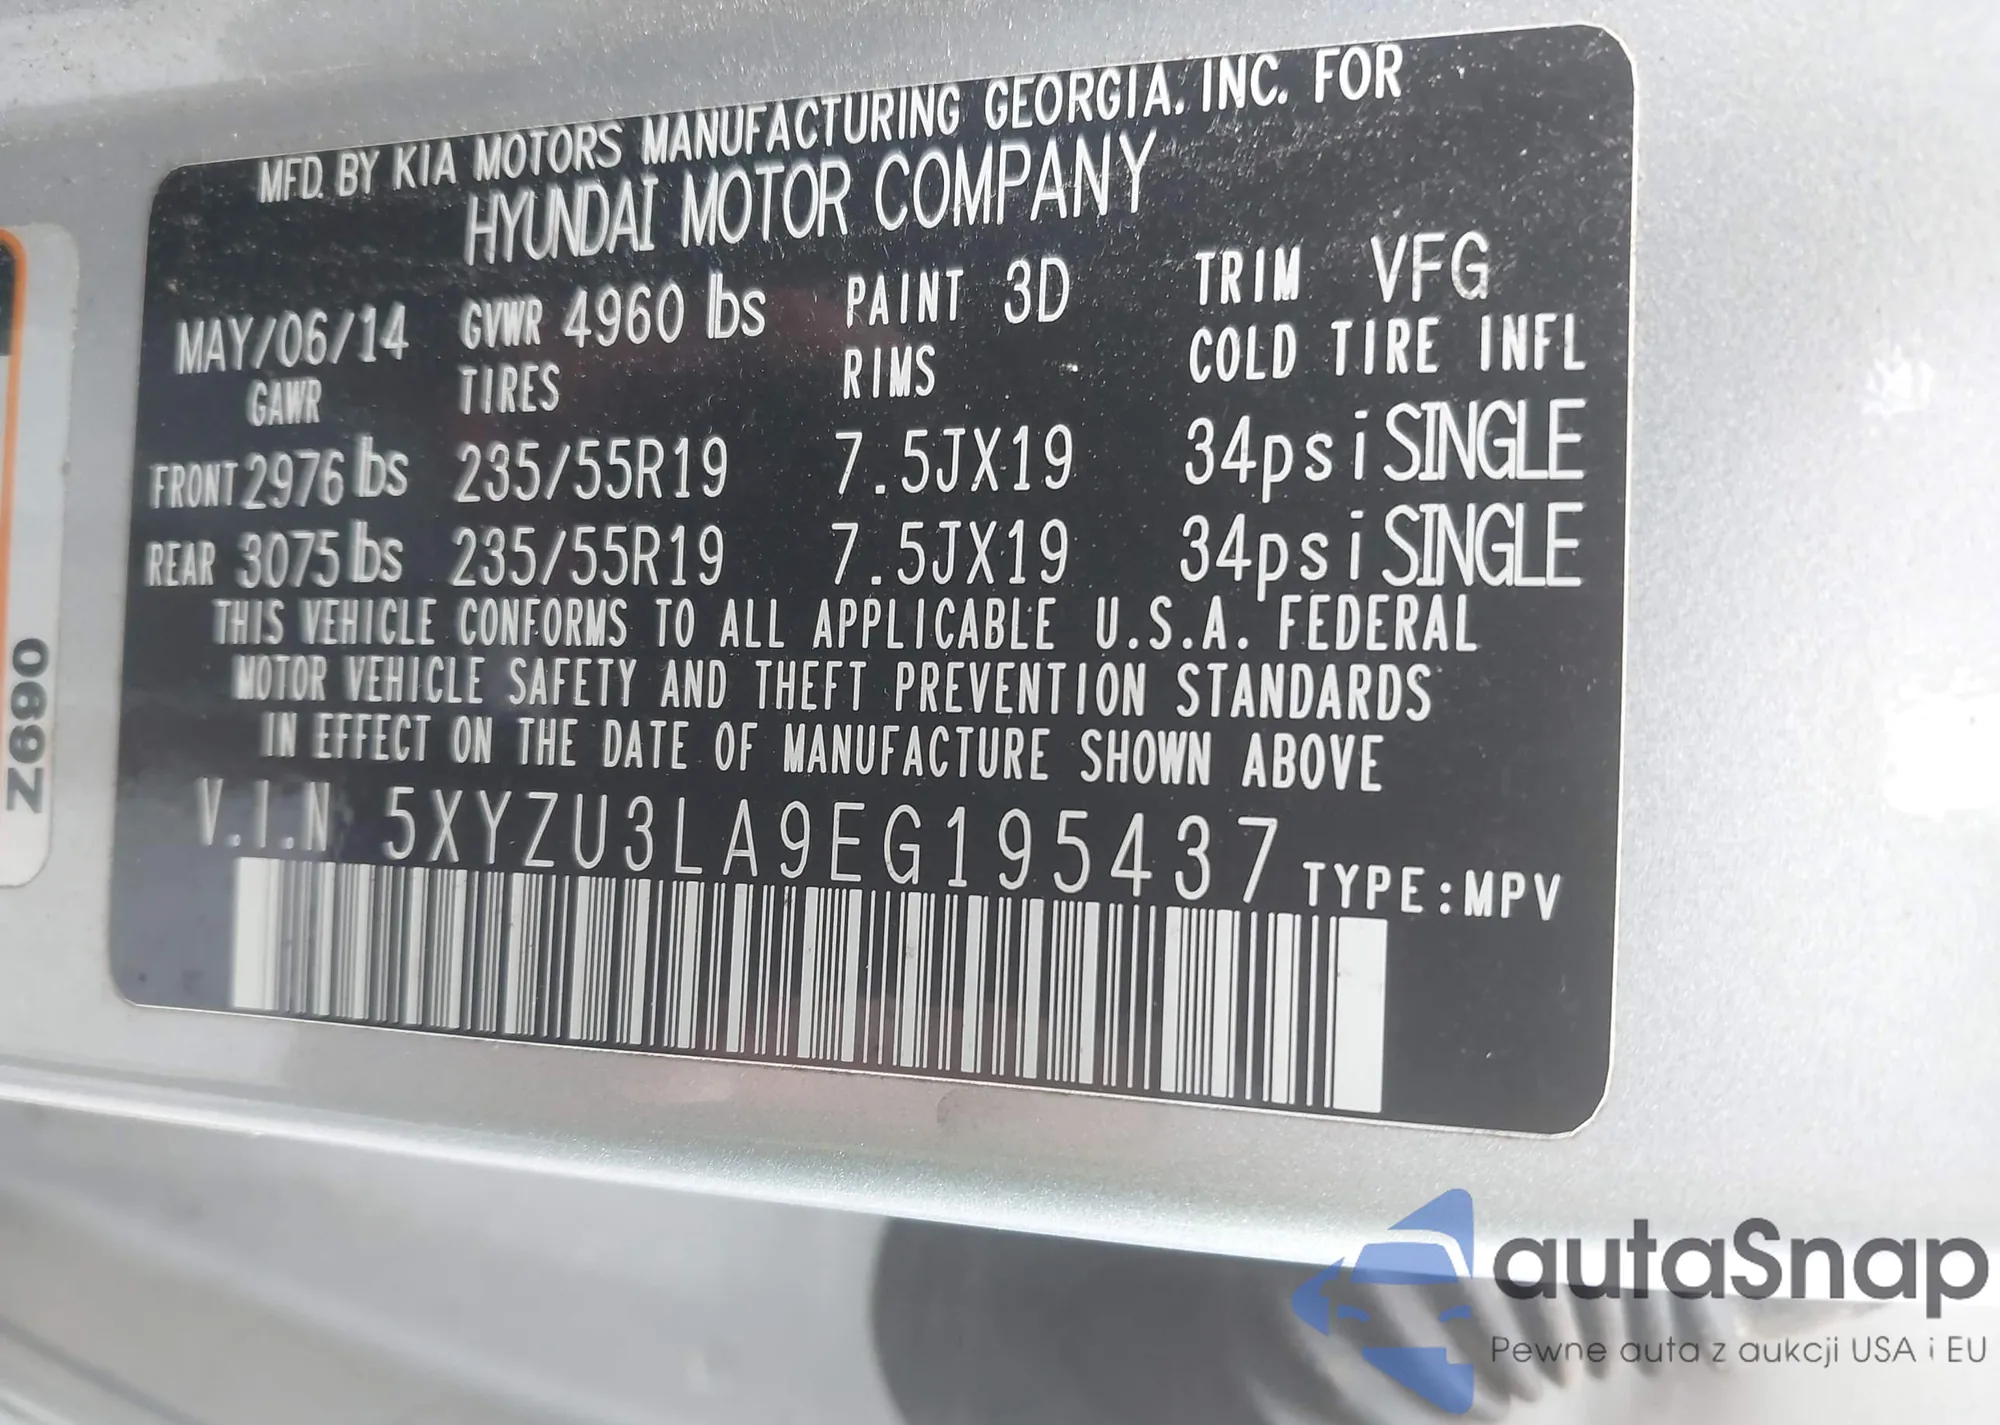 MFD. BY KIA MOTORS MANUFACTURING GEORGIA. INC. FOR
HYUNDAI MOTOR COMPANY
MAY/06/14 GVWR 4960 lbs PAINT 3D TRIM VFG
GAWR TIRES RIMS COLD TIRE INFL
FRONT 2976 lbs 235/55R19 7.5JX19 34psi SINGLE
REAR 3075 lbs 235/55R19 7.5JX19 34psi SINGLE
THIS VEHICLE CONFORMS TO ALL APPLICABLE U.S.A. FEDERAL
MOTOR VEHICLE SAFETY AND THEFT PREVENTION STANDARDS
IN EFFECT ON THE DATE OF MANUFACTURE SHOWN ABOVE
V.I.N 5XYZU3LA9EG195437 TYPE:MPV
Z690
autaSnap
Pewne auta z aukcji USA i EU